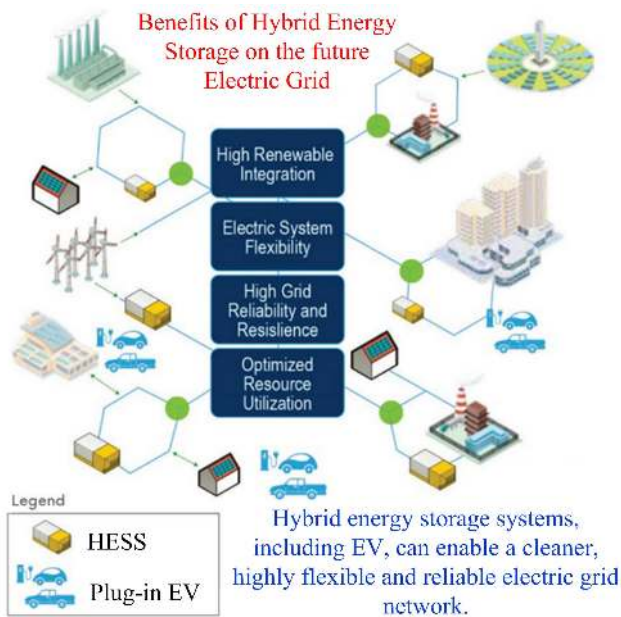 Benefits of Hybrid Energy
Storage on the future
Electric Grid
High Renewable
Integration
Electric System
Flexibility
High Grid
Reliability and
Resislience
Optimized
Resource
Utilization
Legend
HESS
Plug-in EV
Hybrid energy storage systems,
including EV, can enable a cleaner,
highly flexible and reliable electric grid
network.